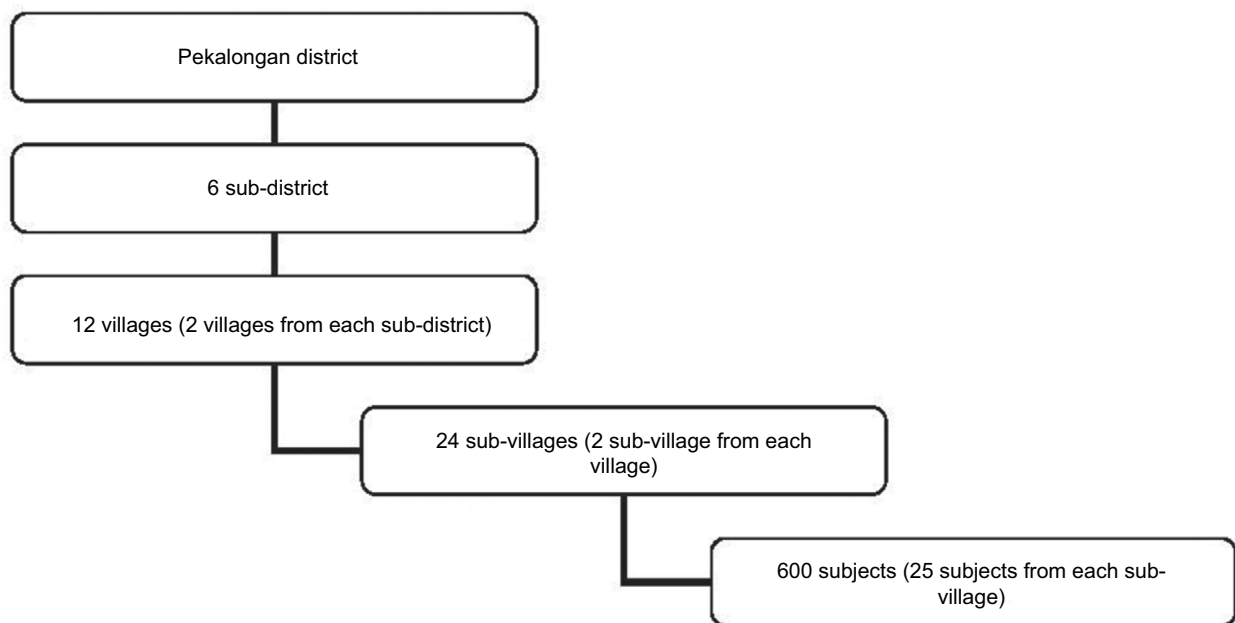 Pekalongan district
6 sub-district
12 villages (2 villages from each sub-district)
24 sub-villages (2 sub-village from each
village)
600 subjects (25 subjects from each sub-
village)